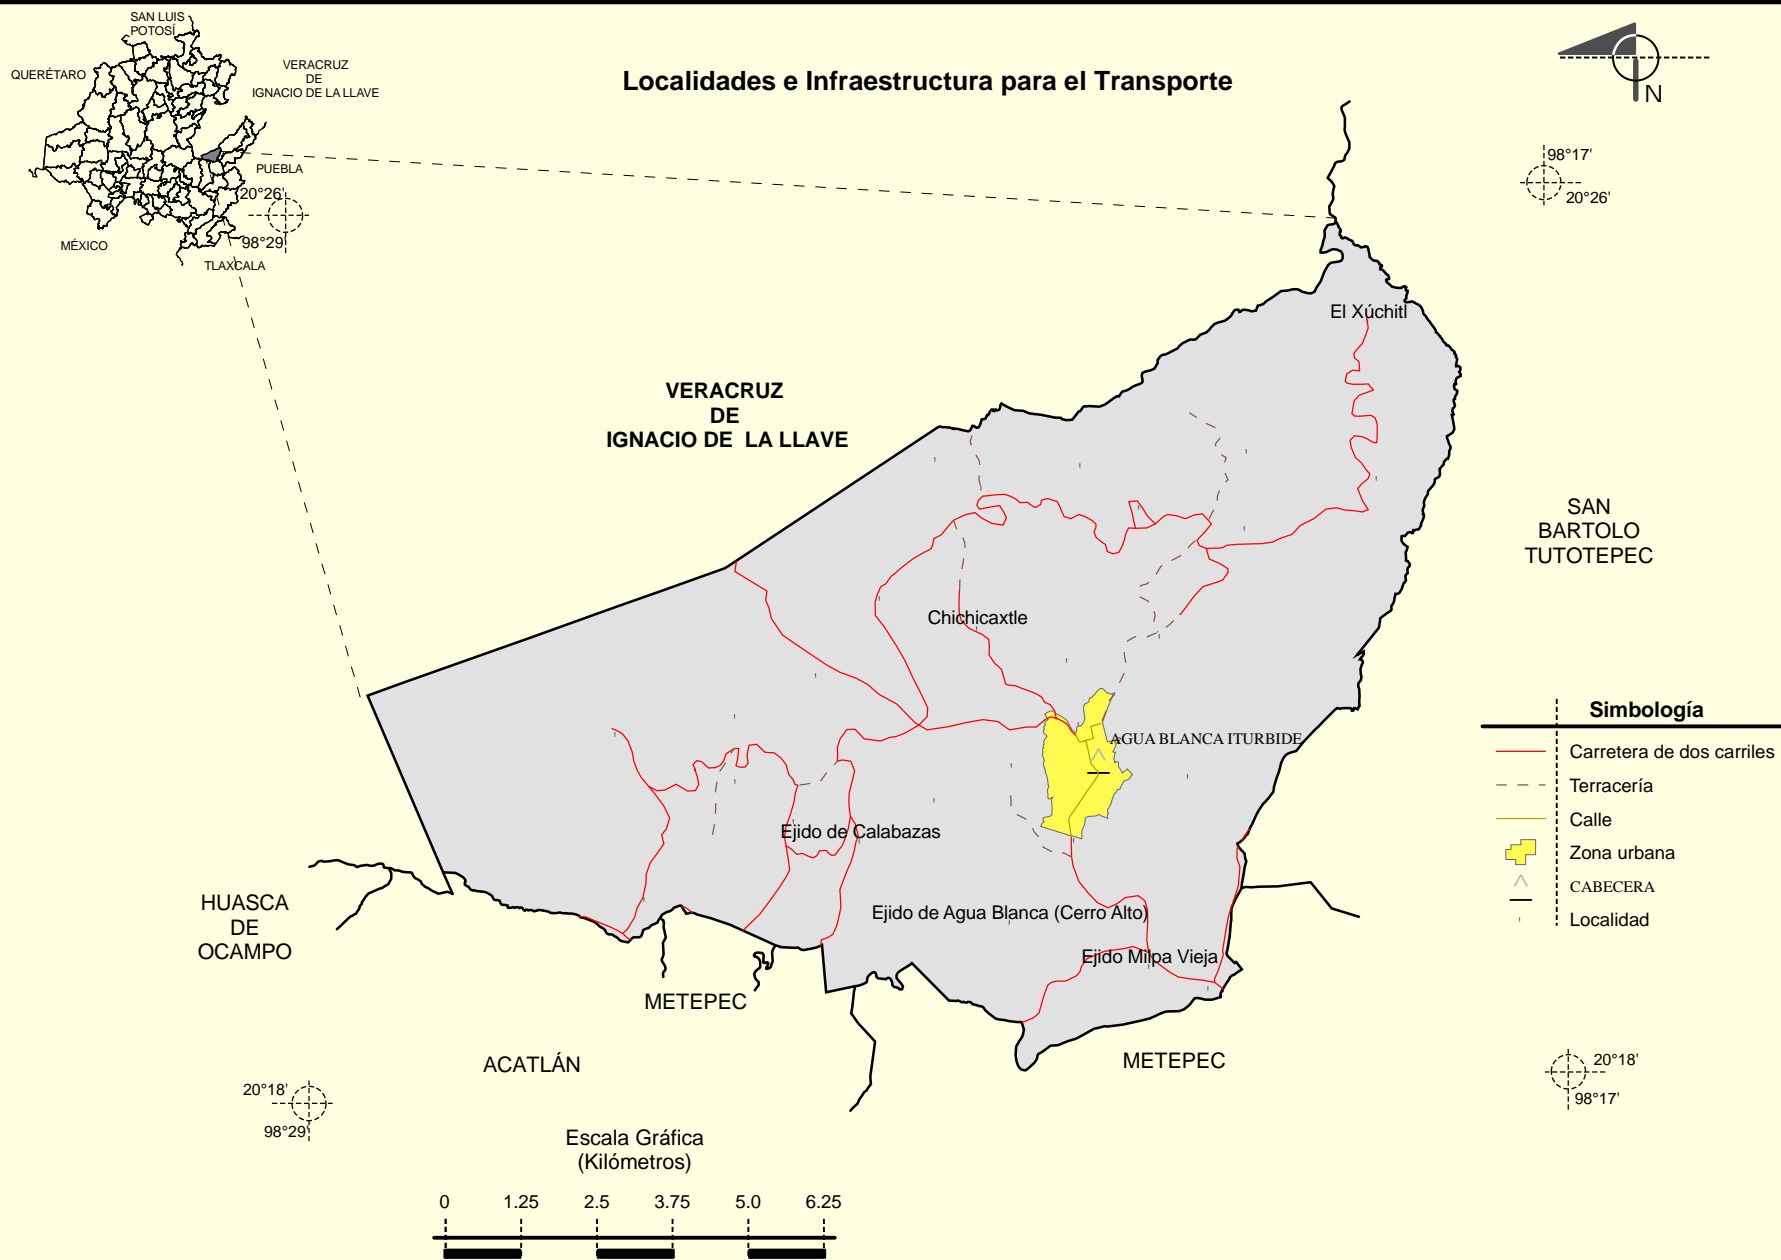 SAN LUIS
POTOSÍ
QUERÉTARO
VERACRUZ
DE
IGNACIO DE LA LLAVE
PUEBLA
20°26'
98°29'
MÉXICO
TLAXCALA
Localidades e Infraestructura para el Transporte
N
98°17'
20°26'
El Xúchitl
VERACRUZ
DE
IGNACIO DE LA LLAVE
SAN
BARTOLO
TUTOTEPEC
Chichicaxtle
AGUA BLANCA ITURBIDE
Ejido de Calabazas
Ejido de Agua Blanca (Cerro Alto)
Ejido Milpa Vieja
HUASCA
DE
OCAMPO
METEPEC
ACATLÁN
METEPEC
Simbología
Carretera de dos carriles
Terracería
Calle
Zona urbana
CABECERA
Localidad
20°18'
98°29'
20°18'
98°17'
Escala Gráfica
(Kilómetros)
0 1.25 2.5 3.75 5.0 6.25